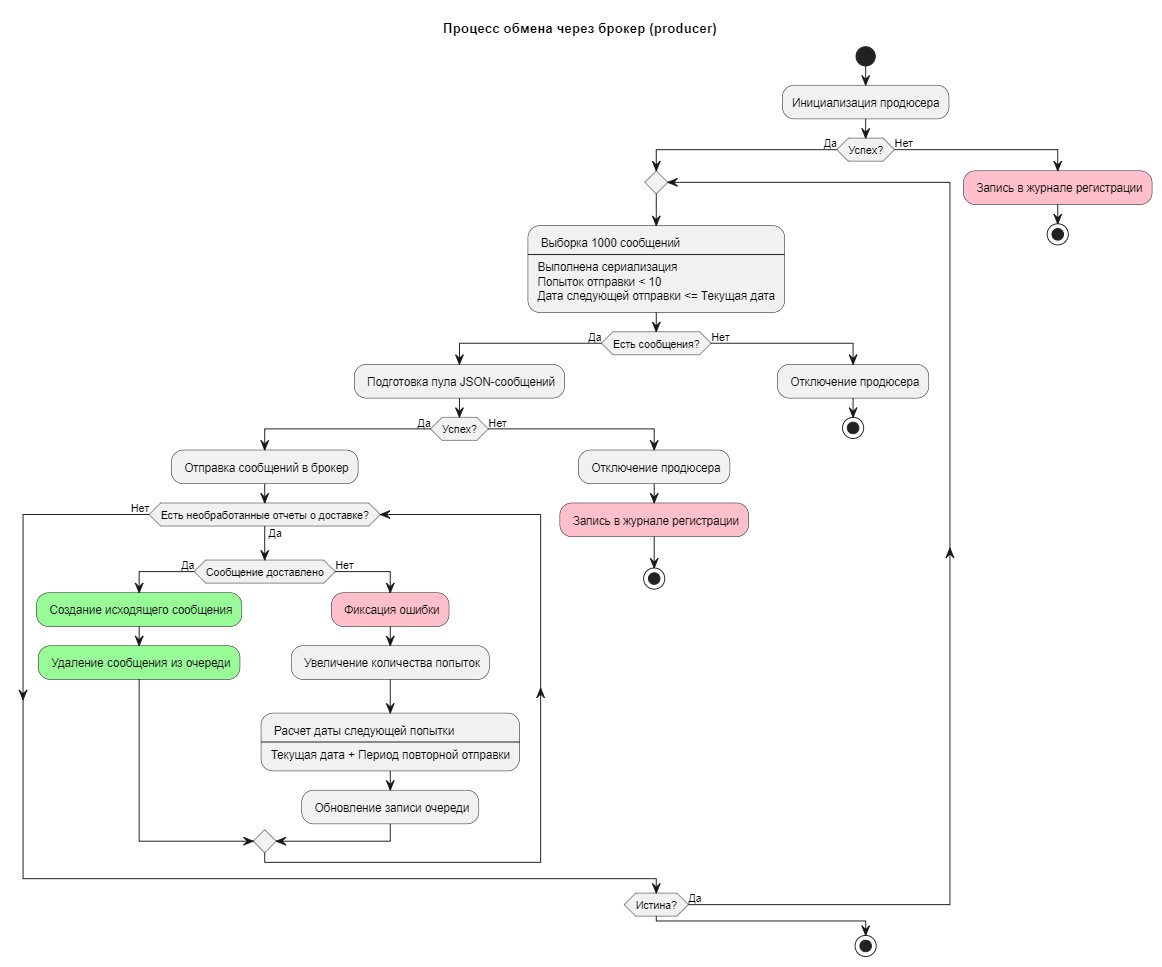 Процесс обмена через брокер (producer)
Инициализация продюсера
Да
Успех?
Нет
Запись в журнале регистрации
Выборка 1000 сообщений
Выполнена сериализация
Попыток отправки < 10
Дата следующей отправки <= Текущая дата
Да
Есть сообщения?
Нет
Подготовка пула JSON-сообщений
Отключение продюсера
Да
Успех?
Нет
Отправка сообщений в брокер
Отключение продюсера
Нет
Есть необработанные отчеты о доставке?
Запись в журнале регистрации
Да
Да
Сообщение доставлено
Нет
Создание исходящего сообщения
Фиксация ошибки
Удаление сообщения из очереди
Увеличение количества попыток
Расчет даты следующей попытки
Текущая дата + Период повторной отправки
Обновление записи очереди
Истина?
Да